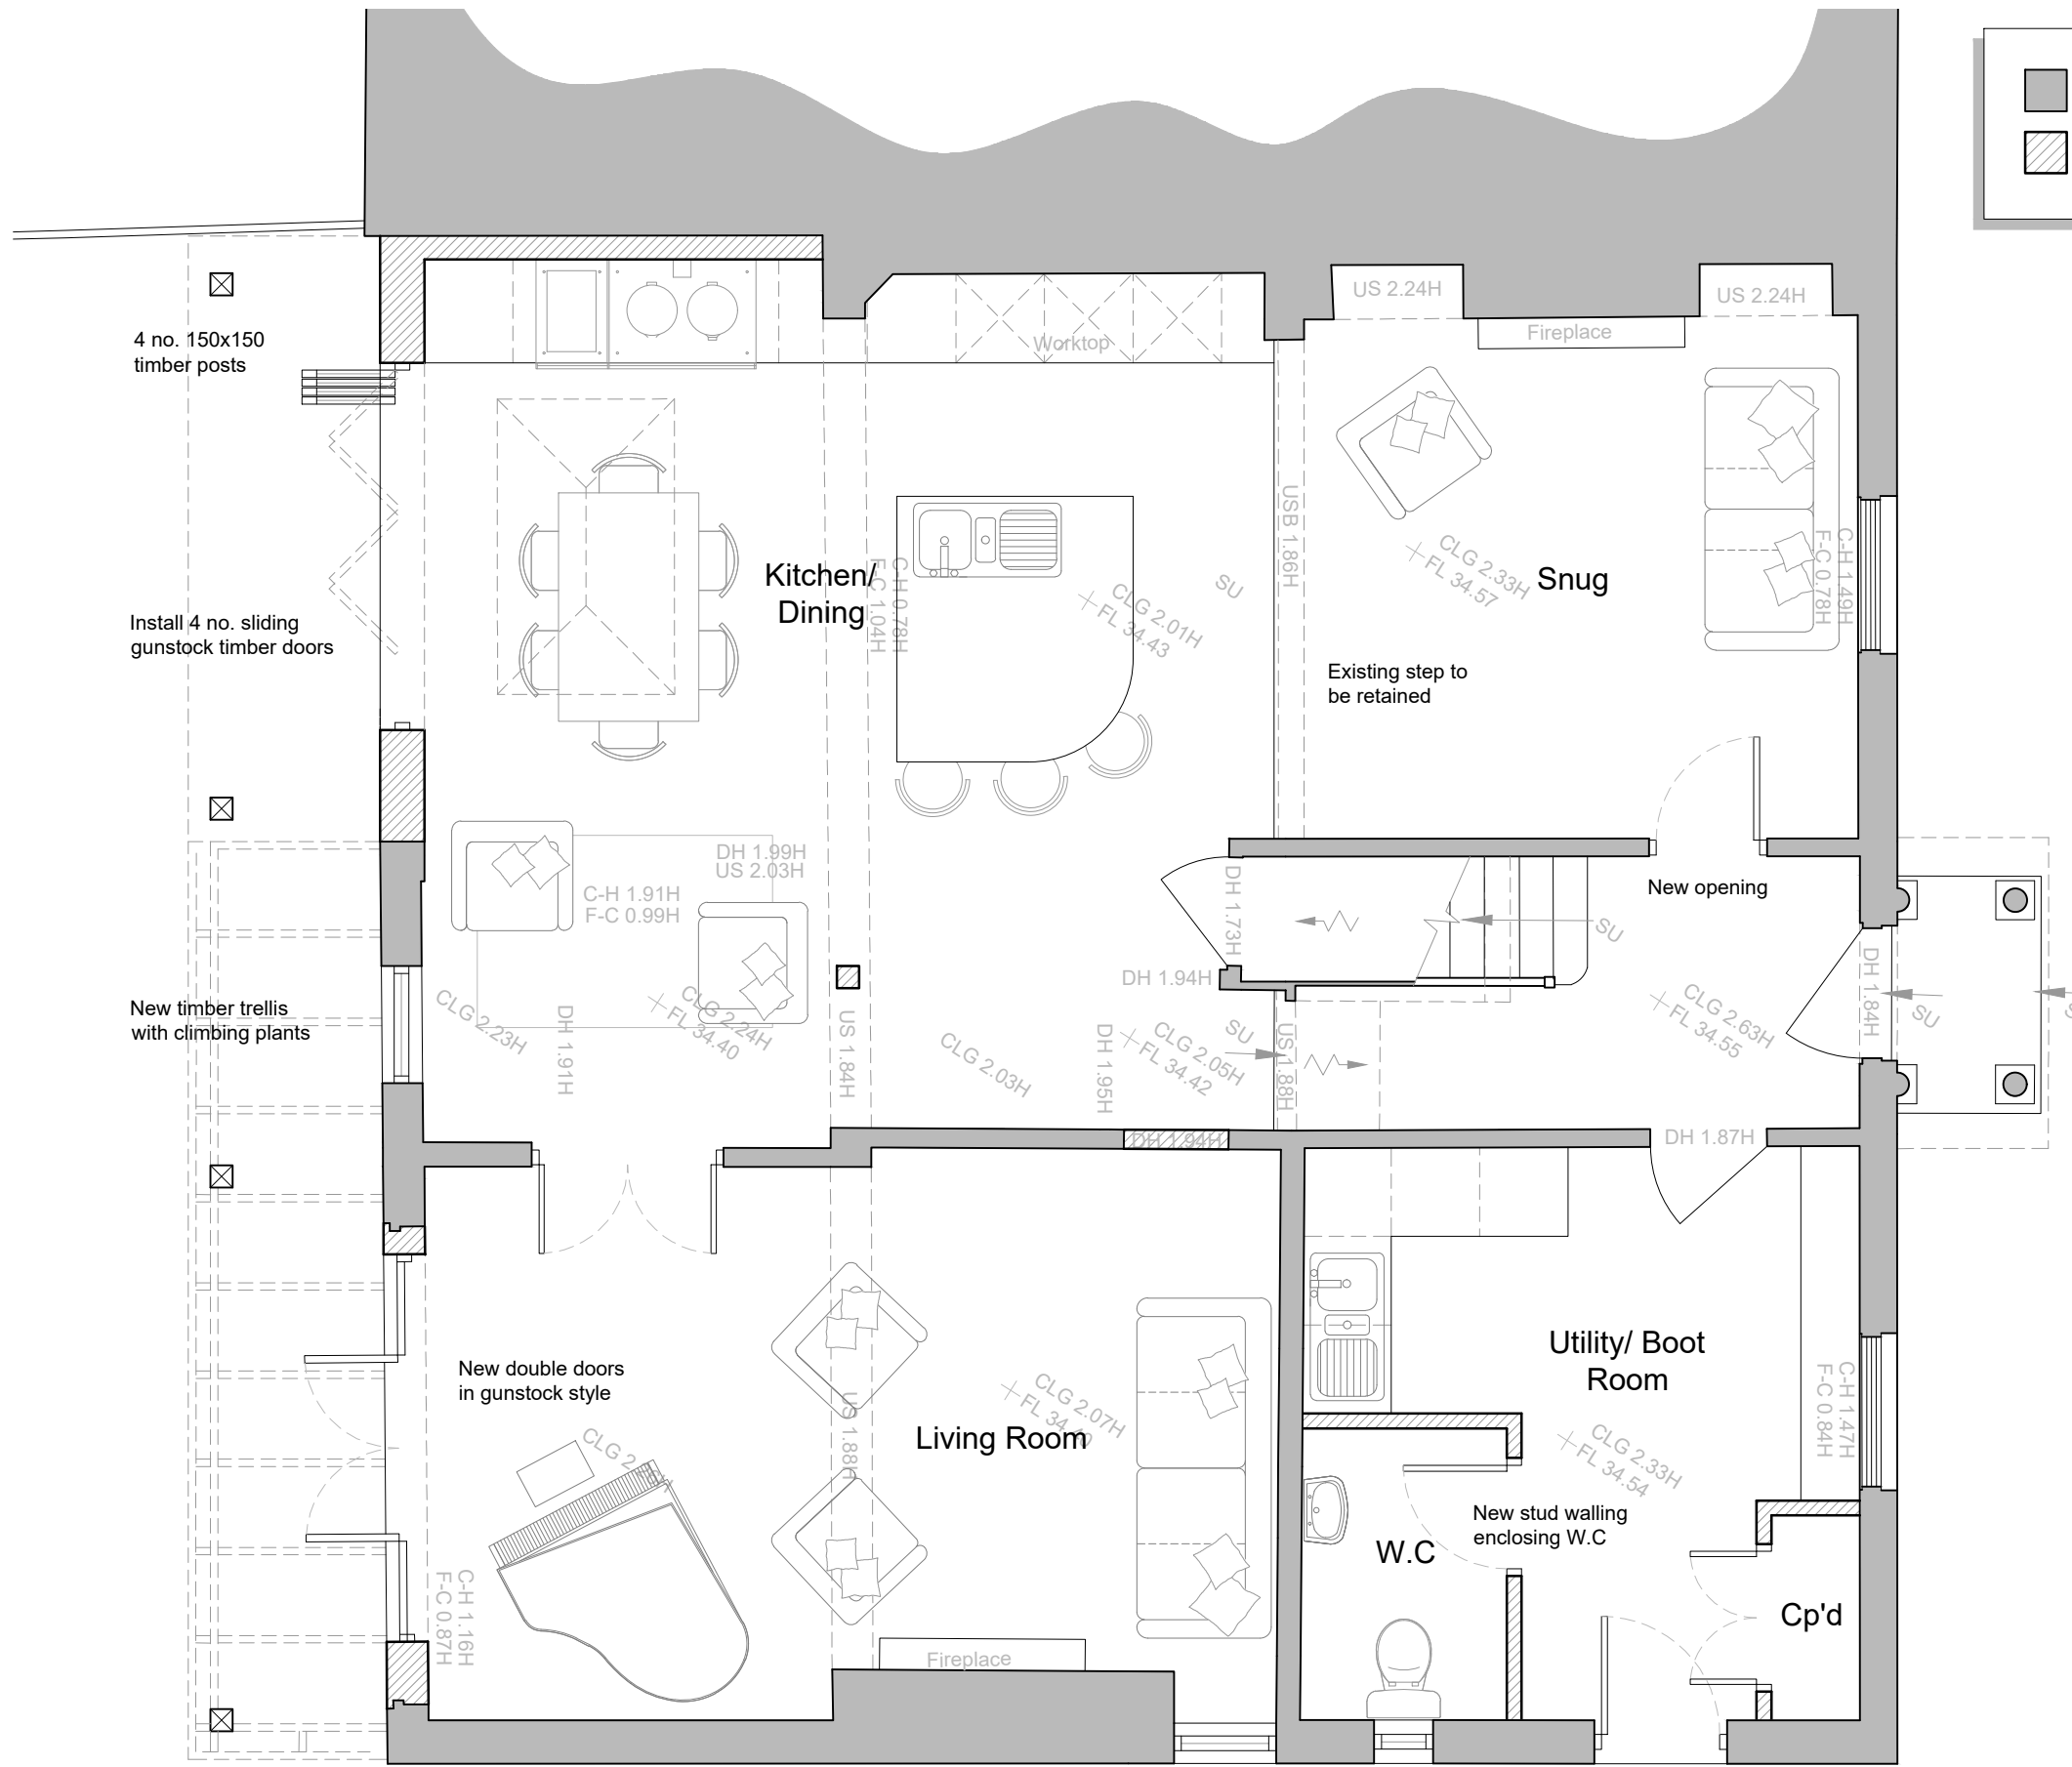 US 2.24H
US 2.24H
Fireplace
Worktop
4 no. 150x150
timber posts
Kitchen/
Dining
C-H 0.78H
F-C 1.04H
CLG 2.01H
FL 34.43
SU
USB 1.86H
CLG 2.33H
FL 34.57
Snug
C-H 1.49H
F-C 0.78H
Install 4 no. sliding
gunstock timber doors
Existing step to
be retained
DH 1.99H
US 2.03H
C-H 1.91H
F-C 0.99H
DH 1.73H
New opening
SU
DH 1.94H
New timber trellis
with climbing plants
CLG 2.23H
DH 1.91H
CLG 2.24H
FL 34.40
US 1.84H
CLG 2.03H
DH 1.95H
CLG 2.05H
FL 34.42
SU
US 1.88H
CLG 2.63H
FL 34.55
DH 1.84H
SU
DH 1.94H
DH 1.87H
New double doors
in gunstock style
US 1.88H
CLG 2.07H
Living Room
Utility/ Boot
Room
C-H 1.47H
F-C 0.84H
CLG 2.33H
FL 34.54
New stud walling
enclosing W.C
W.C
C-H 1.16H
F-C 0.87H
Cp'd
Fireplace